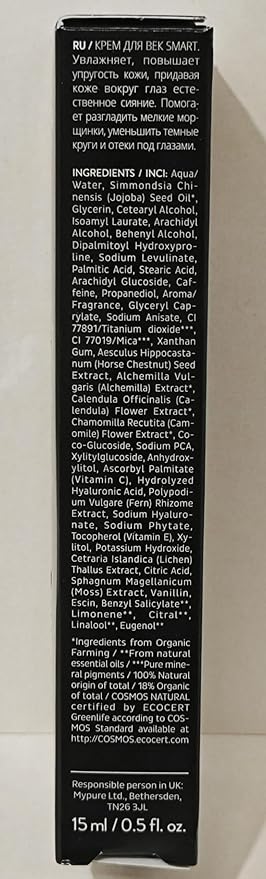 RU / КРЕМ ДЛЯ ВЕК SMART.
Увлажняет, повышает
упругость кожи, придавая
коже вокруг глаз есте-
ственное сияние. Помога-
ет разгладить мелкие мор-
щинки, уменьшить темные
круги и отеки под глазами.
INGREDIENTS / INCI: Aqua/
Water, Simmondsia Chi-
nensis (Jojoba) Seed Oil*,
Glycerin, Cetearyl Alcohol,
Isoamyl Laurate, Arachidyl
Alcohol, Behenyl Alcohol,
Dipalmitoyl Hydroxypro-
line, Sodium Levulinate,
Palmitic Acid, Stearic Acid,
Arachidyl Glucoside, Caf-
feine, Propanediol, Aroma/
Fragrance, Glyceryl Cap-
rylate, Sodium Anisate, CI
77891/Titanium dioxide***,
CI 77019/Mica***, Xanthan
Gum, Aesculus Hippocasta-
num (Horse Chestnut) Seed
Extract, Alchemilla Vul-
garis (Alchemilla) Extract*,
Calendula Officinalis (Ca-
lendula) Flower Extract*,
Chamomilla Recutita (Cam-
omile) Flower Extract*, Co-
co-Glucoside, Sodium PCA,
Xylitylglucoside, Anhydrox-
ylitol, Ascorbyl Palmitate
(Vitamin C), Hydrolyzed
Hyaluronic Acid, Polypodi-
um Vulgare (Fern) Rhizome
Extract, Sodium Hyaluro-
nate, Sodium Phytate,
Tocopherol (Vitamin E), Xy-
litol, Potassium Hydroxide,
Cetraria Islandica (Lichen)
Thallus Extract, Citric Acid,
Sphagnum Magellanicum
(Moss) Extract, Vanillin,
Escin, Benzyl Salicylate**,
Limonene**, Citral**,
Linalool**, Eugenol**
*Ingredients from Organic
Farming / **From natural
essential oils / ***Pure mine-
ral pigments / 100% Natural
origin of total / 18% Organic
of total / COSMOS NATURAL
certified by ECOCERT
Greenlife according to COS-
MOS Standard available at
http://COSMOS.ecocert.com
Responsible person in UK:
Mypure Ltd., Bethersden,
TN26 3JL
15 ml / 0.5 fl. oz.